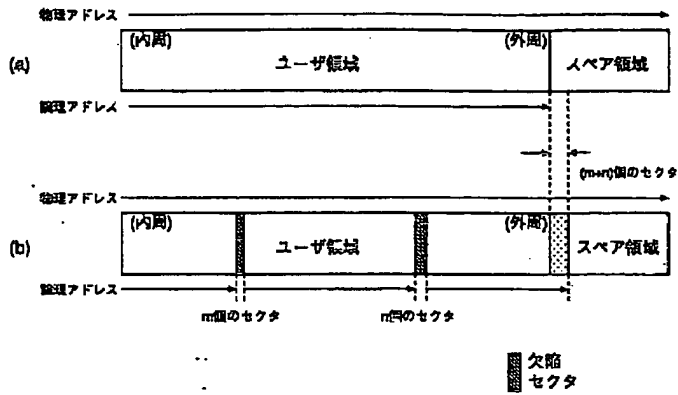 物理アドレス
(a)
(内周)
ユーザ領域
(外周)
スペア領域
論理アドレス
(m+n)個のセクタ
物理アドレス
(b)
(内周)
ユーザ領域
(外周)
スペア領域
論理アドレス
m個のセクタ
n個のセクタ
欠陥
セクタ